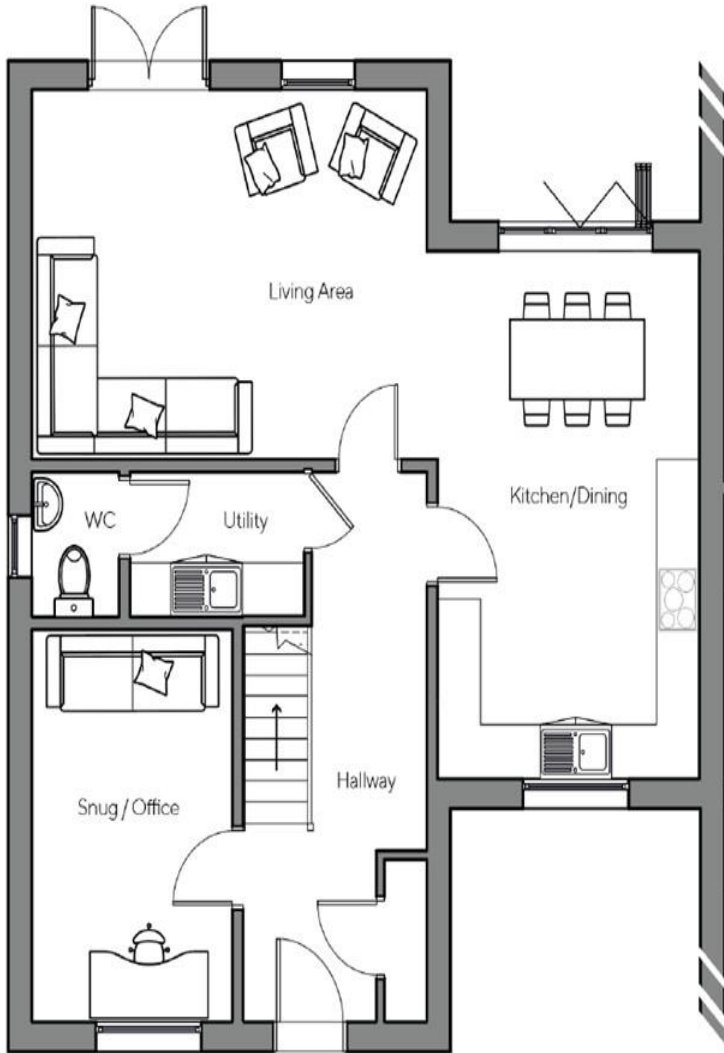 Living Area
Kitchen/Dining
WC
Utility
Hallway
Snug / Office